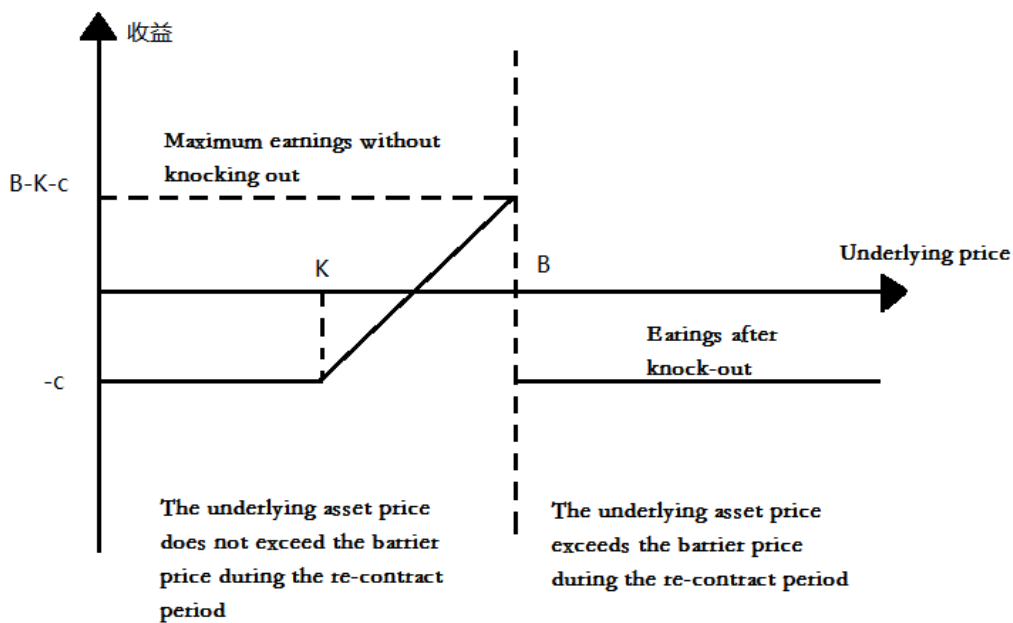 收益
Maximum earnings without
knocking out
B-K-c
K
B
Underlying price
Earings after
knock-out
-c
The underlying asset price
does not exceed the barrier
price during the re-contract
period
The underlying asset price
exceeds the barrier price
during the re-contract period